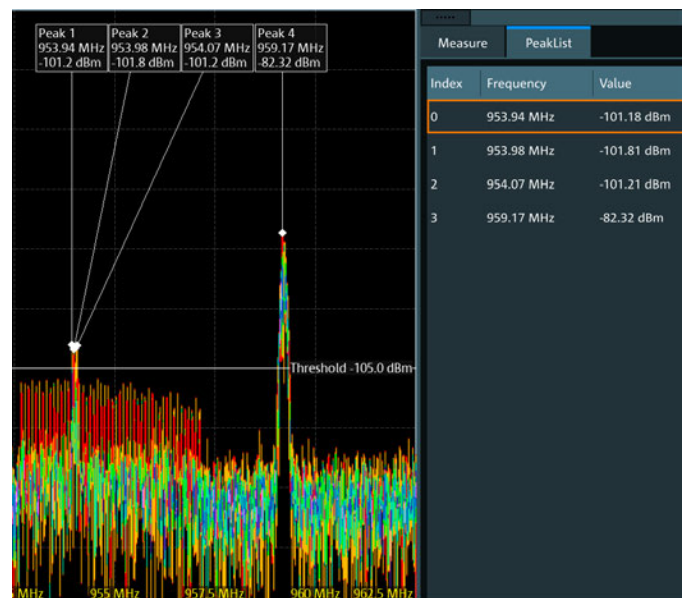 Peak 1
953.94 MHz
-101.2 dBm
Peak 2
953.98 MHz
-101.8 dBm
Peak 3
954.07 MHz
-101.2 dBm
Peak 4
959.17 MHz
-82.32 dBm
Threshold -105.0 dBm
MHz
955 MHz
957.5 MHz
960 MHz
962.5 MHz
Measure
PeakList
Index Frequency Value
0 953.94 MHz -101.18 dBm
1 953.98 MHz -101.81 dBm
2 954.07 MHz -101.21 dBm
3 959.17 MHz -82.32 dBm